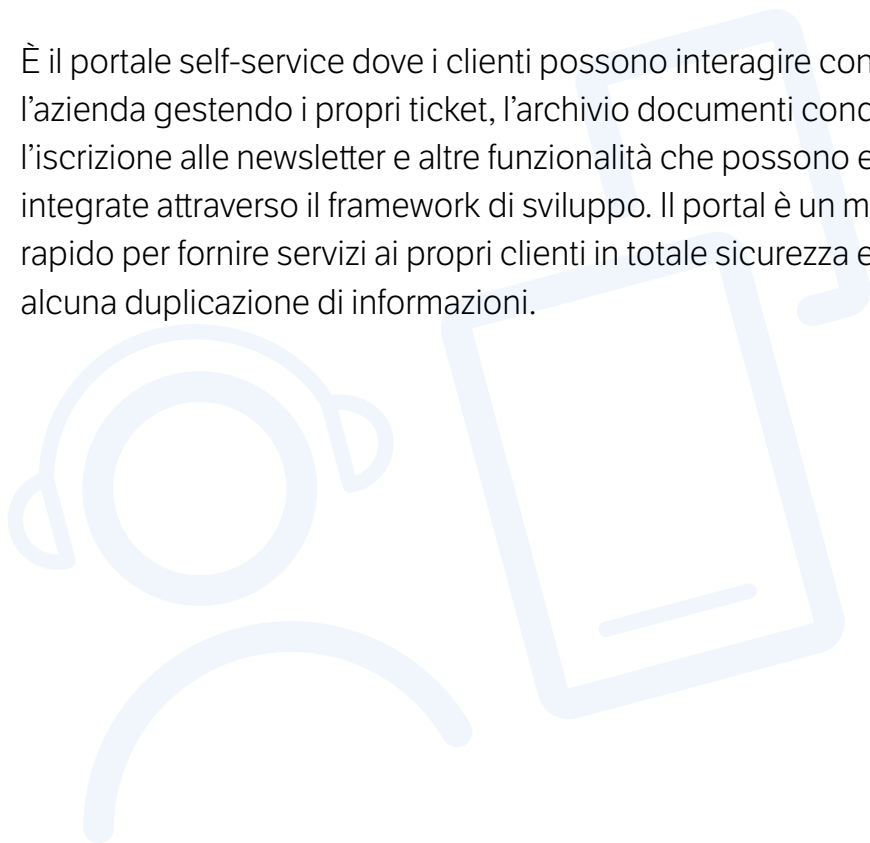 È il portale self-service dove i clienti possono interagire con
l’azienda gestendo i propri ticket, l’archivio documenti
l’iscrizione alle newsletter e altre funzionalità che possono
integrate attraverso il framework di sviluppo. Il portal è un
rapido per fornire servizi ai propri clienti in totale sicurezza e
alcuna duplicazione di informazioni.